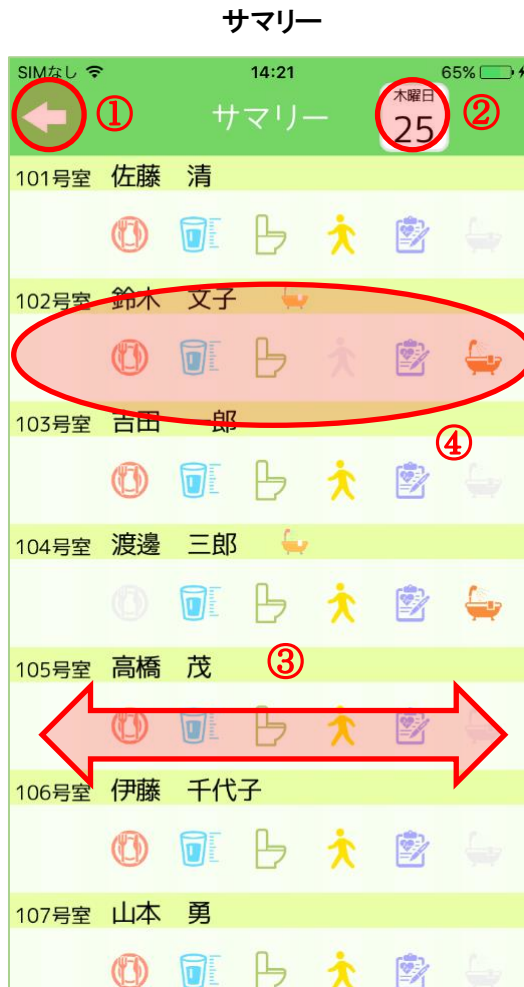 サマリー
SIMなし 14:21 65%
① サマリー 木曜日 25 ②
101号室 佐藤 清
102号室 鈴木 文子
103号室 吉田 郎
④
104号室 渡邊 三郎
③
105号室 高橋 茂
106号室 伊藤 千代子
107号室 山本 勇